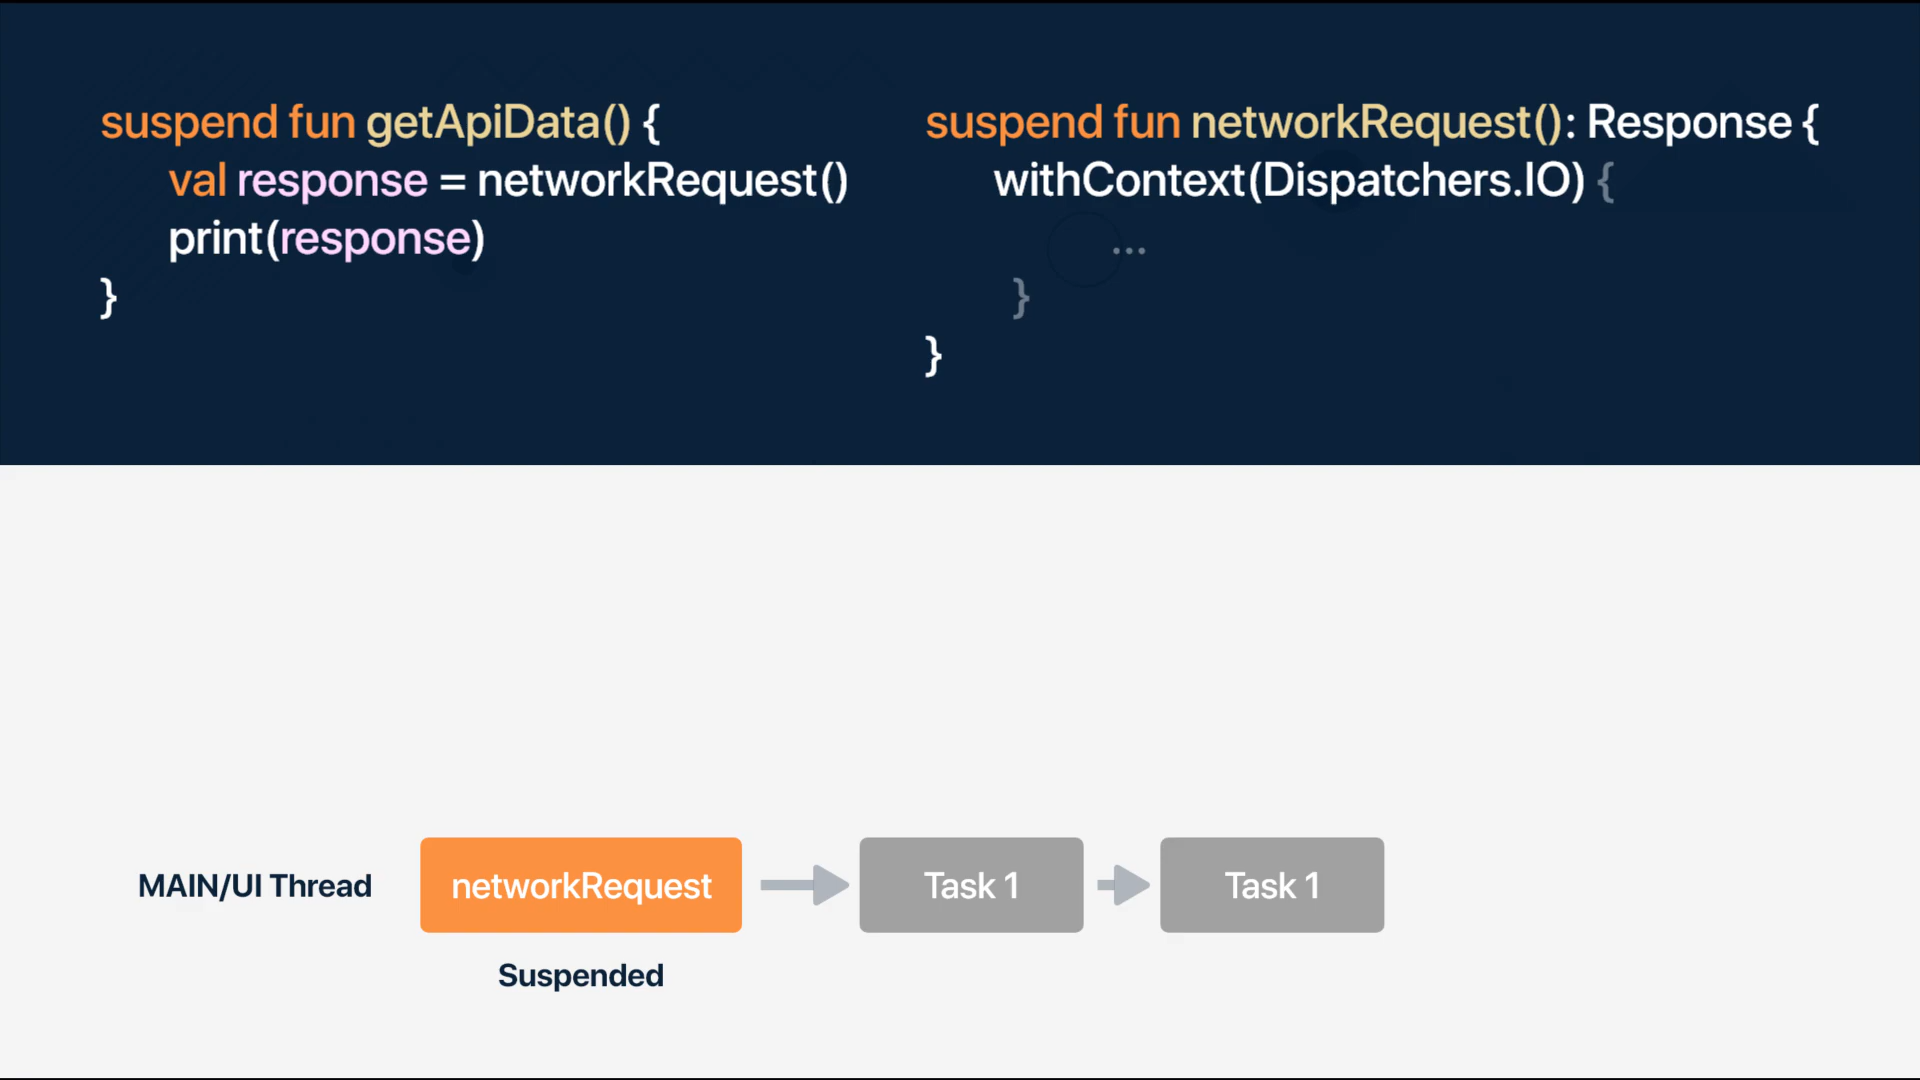 suspend fun getApiData() {
val response = networkRequest()
print(response)
}
suspend fun networkRequest(): Response {
withContext(Dispatchers.IO) {
...
}
}
MAIN/UI Thread
networkRequest
Task 1
Task 1
Suspended